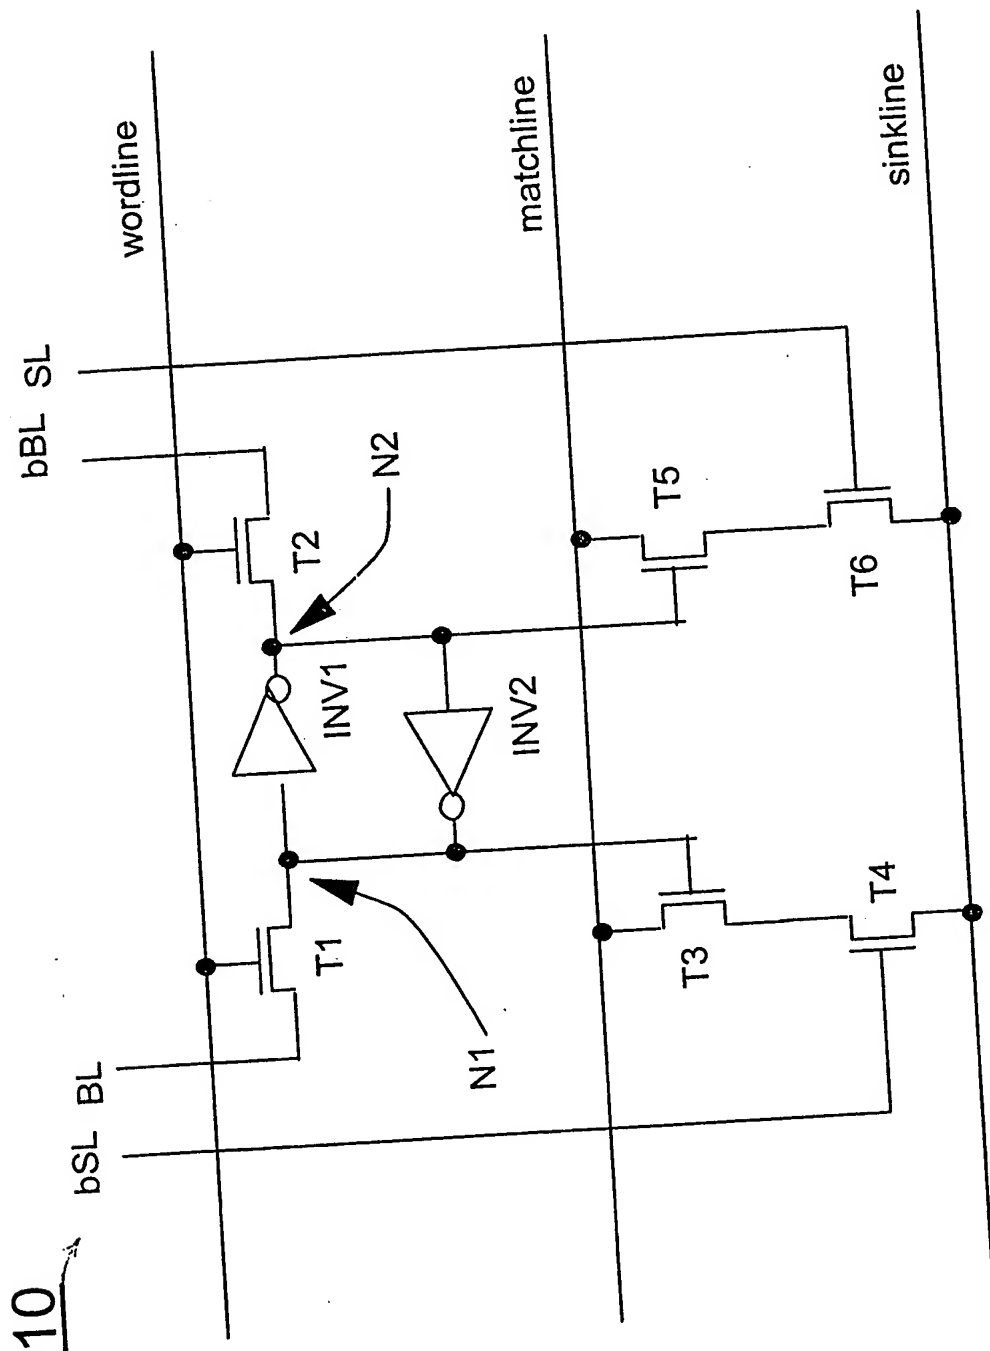 10
bSL
BL
bBL
SL
wordline
T1
INV1
T2
N1
INV2
N2
matchline
T3
T5
T4
T6
sinkline